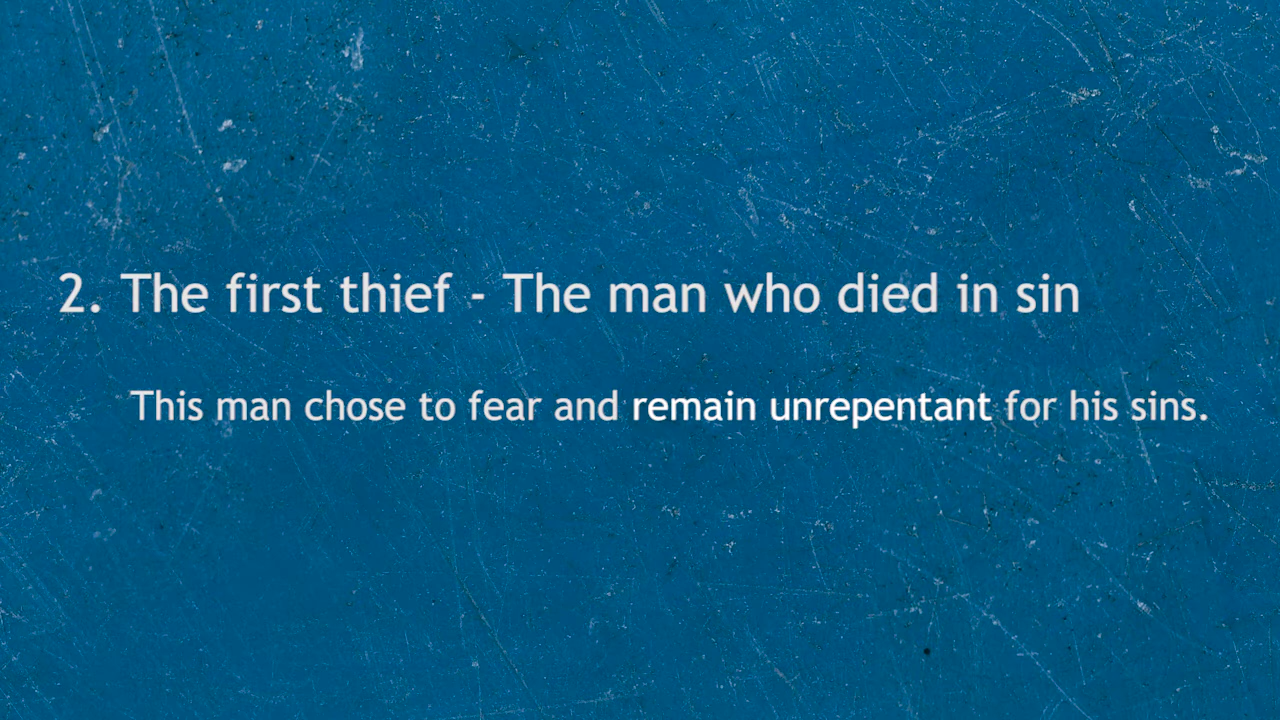 2. The first thief - The man who died in sin
This man chose to fear and remain unrepentant for his sins.